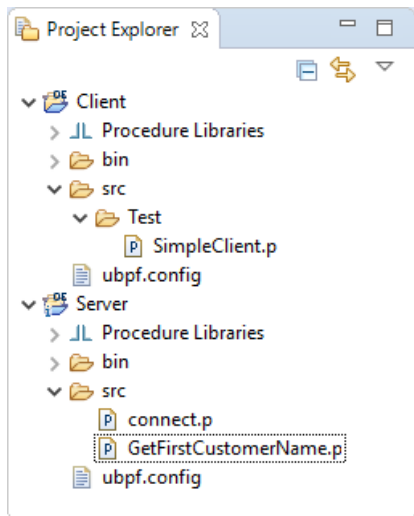 Project Explorer
Client
Procedure Libraries
bin
src
Test
SimpleClient.p
ubpf.config
Server
Procedure Libraries
bin
src
connect.p
GetFirstCustomerName.p
ubpf.config